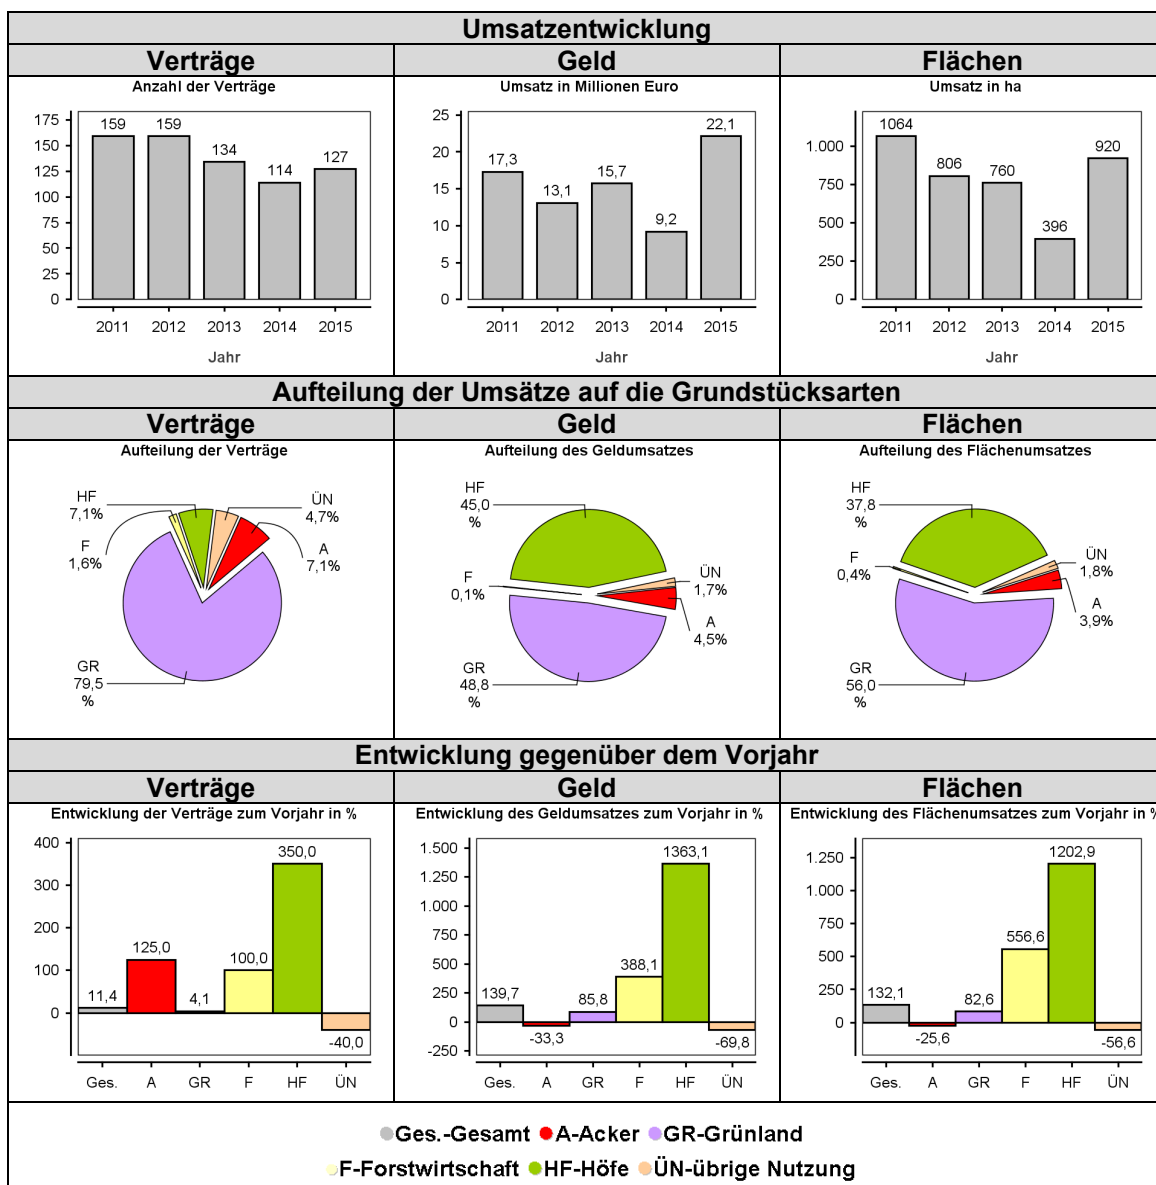 Umsatzentwicklung
Verträge
Geld
Flächen
Anzahl der Verträge
175
150
125
100
75
50
25
0
159
159
134
114
127
2011 2012 2013 2014 2015
Jahr
Umsatz in Millionen Euro
25
20
15
10
5
0
17,3
13,1
15,7
9,2
22,1
2011 2012 2013 2014 2015
Jahr
Umsatz in ha
1.000
750
500
250
0
1064
806
760
396
920
2011 2012 2013 2014 2015
Jahr
Aufteilung der Umsätze auf die Grundstücksarten
Verträge
Geld
Flächen
Aufteilung der Verträge
HF
7,1%
ÜN
4,7%
F
1,6%
A
7,1%
GR
79,5
%
Aufteilung des Geldumsatzes
HF
45,0
%
F
0,1%
ÜN
1,7%
A
4,5%
GR
48,8
%
Aufteilung des Flächenumsatzes
HF
37,8
%
F
0,4%
ÜN
1,8%
A
3,9%
GR
56,0
%
Entwicklung gegenüber dem Vorjahr
Verträge
Geld
Flächen
Entwicklung der Verträge zum Vorjahr in %
400
300
200
100
0
11,4
125,0
4,1
100,0
350,0
-40,0
Ges. A GR F HF ÜN
Entwicklung des Geldumsatzes zum Vorjahr in %
1.500
1.250
1.000
750
500
250
0
-250
139,7
-33,3
85,8
388,1
1363,1
-69,8
Ges. A GR F HF ÜN
Entwicklung des Flächenumsatzes zum Vorjahr in %
1.250
1.000
750
500
250
0
132,1
-25,6
82,6
556,6
1202,9
-56,6
Ges. A GR F HF ÜN
Ges.-Gesamt A-Acker GR-Grünland
F-Forstwirtschaft HF-Höfe ÜN-übrige Nutzung